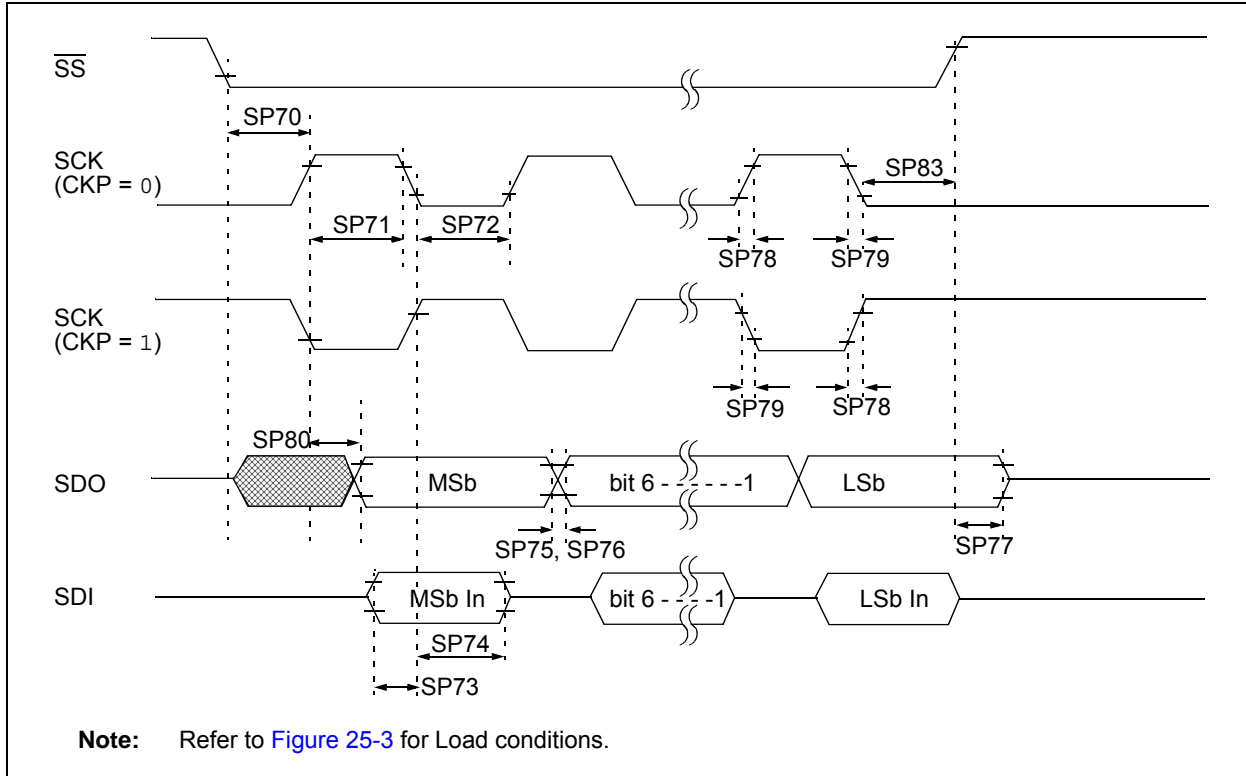 SS
SP70
SCK
(CKP = 0)
SP83
SP71
SP72
SP78
SP79
SCK
(CKP = 1)
SP79
SP78
SP80
SDO
MSb
bit 6 - - - - - -1
LSb
SP75, SP76
SP77
SDI
MSb In
bit 6 - - - -1
LSb In
SP74
SP73
Note: Refer to Figure 25-3 for Load conditions.